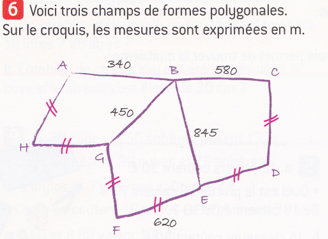 6 Voici trois champs de formes polygonales.
Sur le croquis, les mesures sont exprimées en m.
A 340 B 580 C
450
845
H G
D
E
F 620